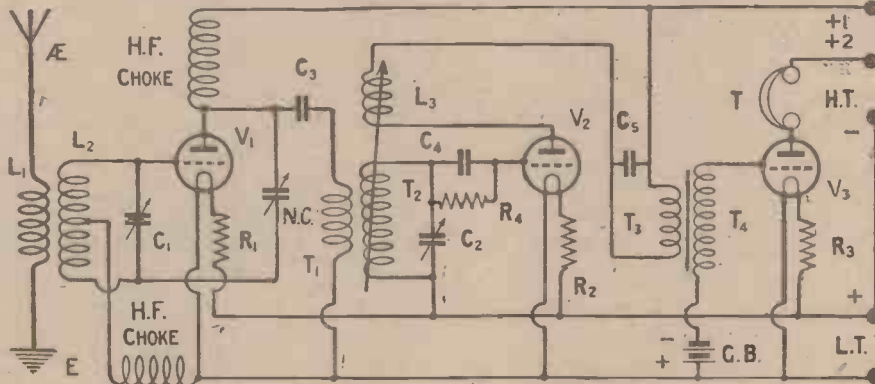 +1
+2
Æ
H.F.
CHOKE
C3
L3
T
H.T.
-
V1
V2
C5
C4
L1
L2
V3
C1
R1
N.C.
T1
T2
C2
R4
T3
T4
R3
R2
+
H.F.
CHOKE
E
-
+
G.B.
L.T.
-